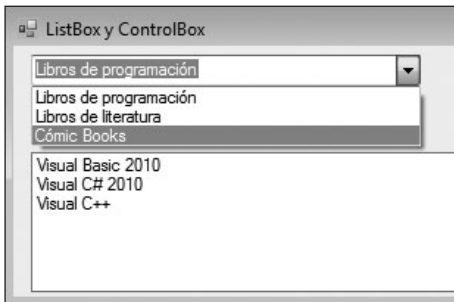 ListBox y ControlBox
Libros de programación
Libros de programación
Libros de literatura
Cómic Books
Visual Basic 2010
Visual C# 2010
Visual C++